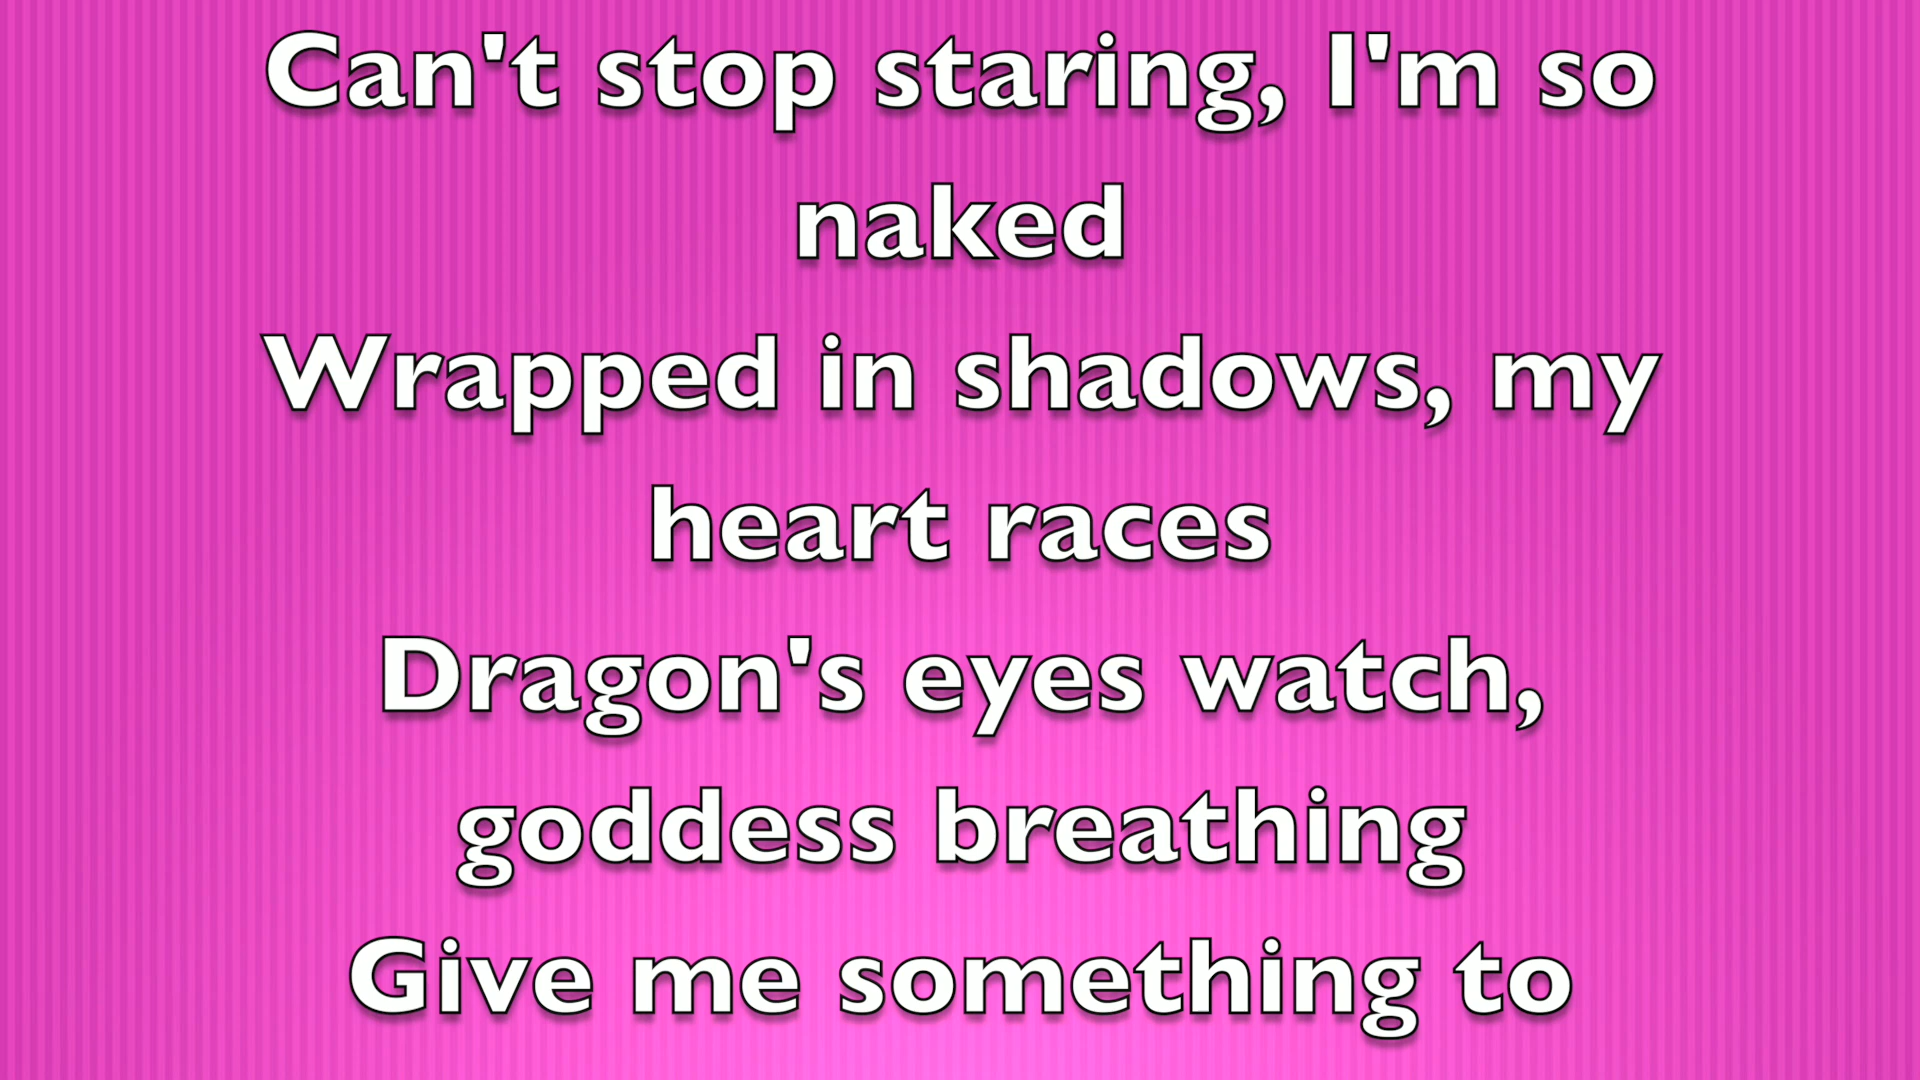 Can't stop staring, I'm so
naked
Wrapped in shadows, my
heart races
Dragon's eyes watch,
goddess breathing
Give me something to